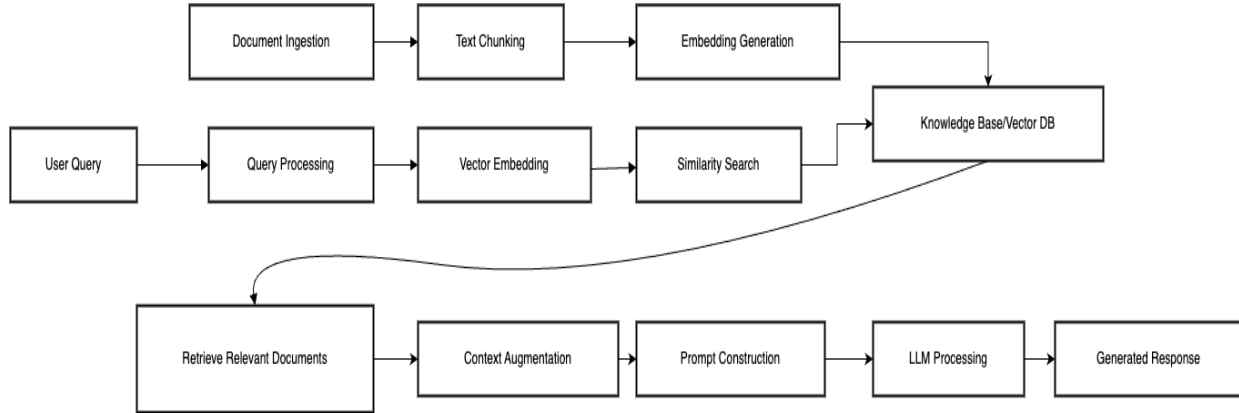 Document Ingestion
Text Chunking
Embedding Generation
Knowledge Base/Vector DB
User Query
Query Processing
Vector Embedding
Similarity Search
Retrieve Relevant Documents
Context Augmentation
Prompt Construction
LLM Processing
Generated Response